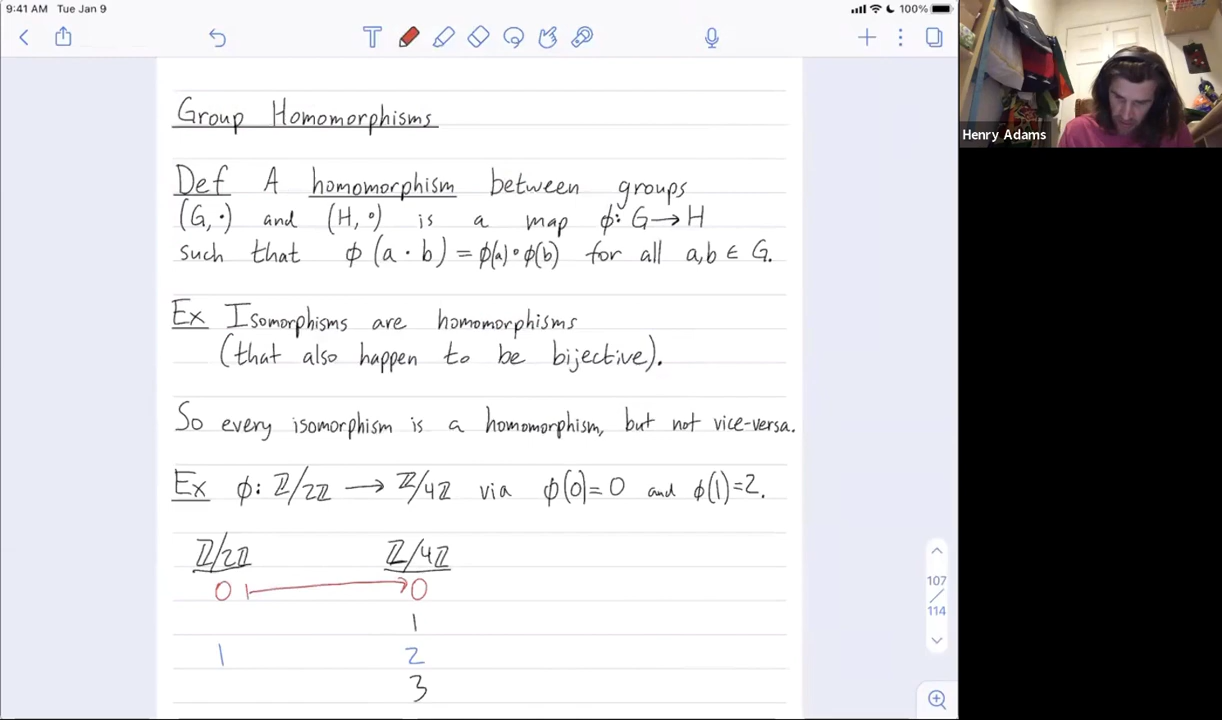 9:41 AM Tue Jan 9
100%
Henry Adams
Group Homomorphisms
Def A homomorphism between groups
(G,·) and (H,∘) is a map ϕ: G→H
such that ϕ(a·b)=ϕ(a)∘ϕ(b) for all a,b ∈ G.
Ex Isomorphisms are homomorphisms
(that also happen to be bijective).
So every isomorphism is a homomorphism, but not vice-versa.
Ex ϕ: ℤ/2ℤ → ℤ/4ℤ via ϕ(0)=0 and ϕ(1)=2.
ℤ/2ℤ ℤ/4ℤ
0 ↦ 0
1
1 2
3
107
/
114